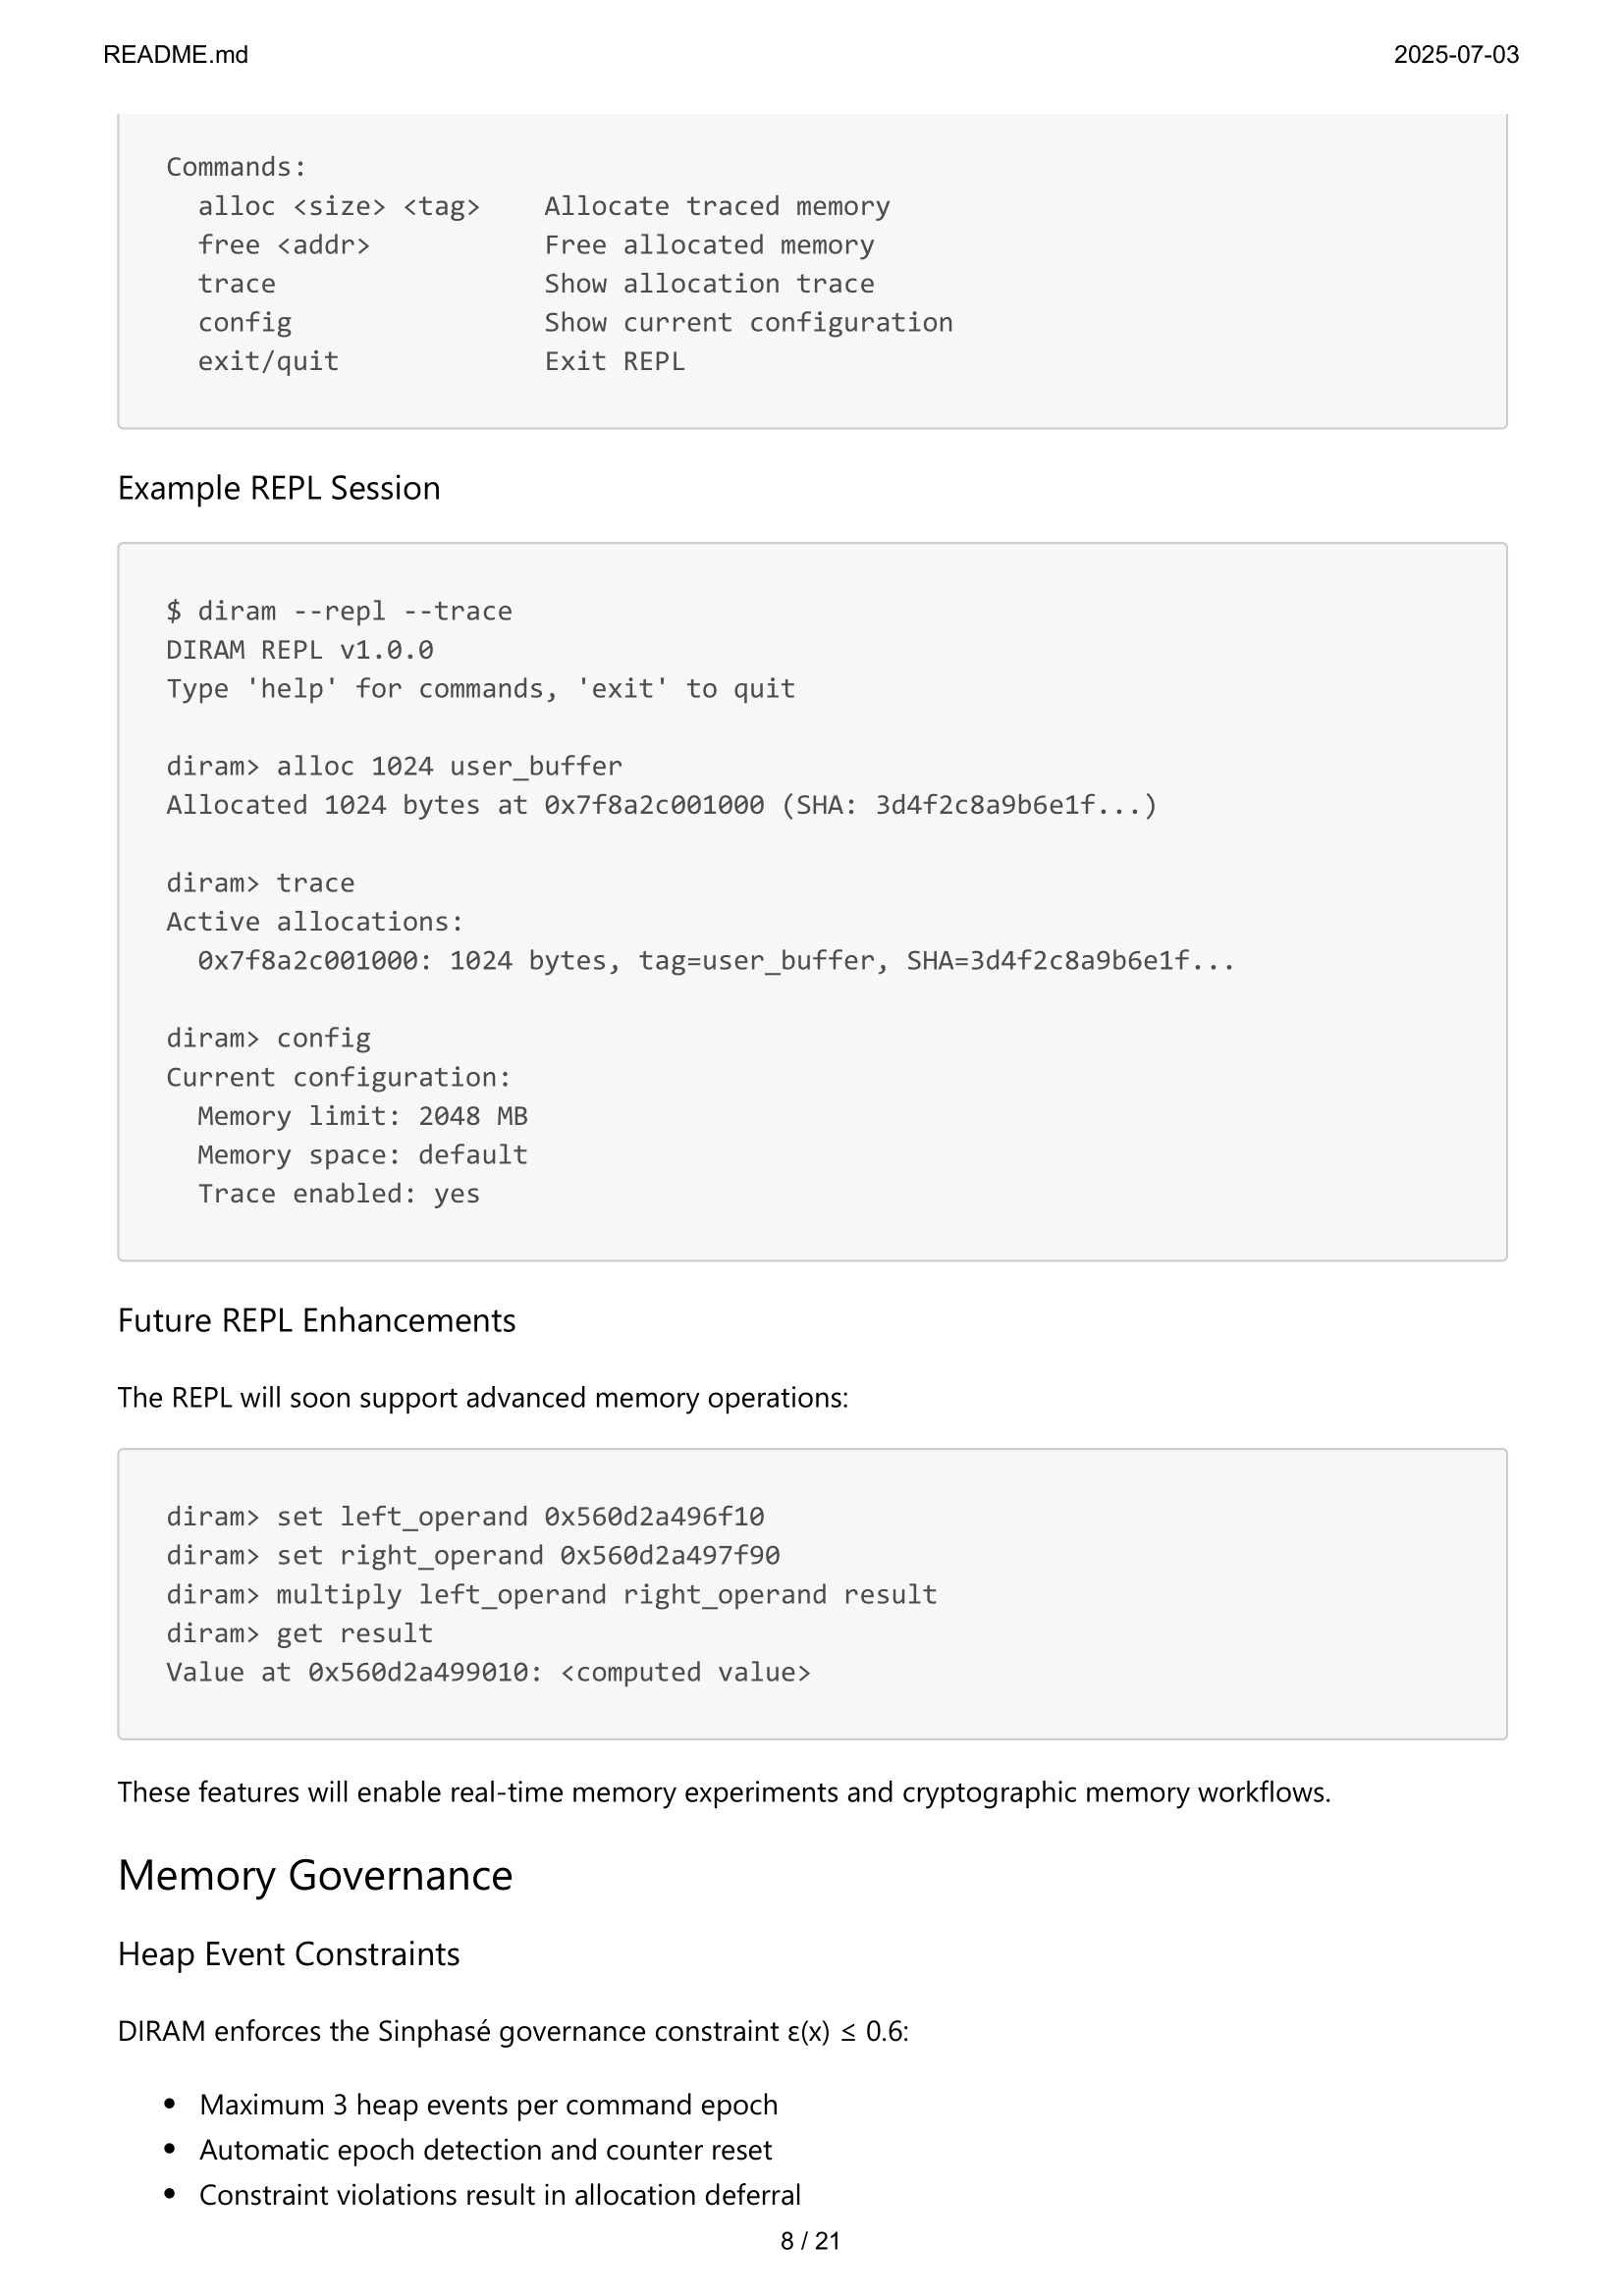 README.md 2025-07-03
Commands:
  alloc <size> <tag>    Allocate traced memory
  free <addr>           Free allocated memory
  trace                 Show allocation trace
  config                Show current configuration
  exit/quit             Exit REPL
Example REPL Session
$ diram --repl --trace
DIRAM REPL v1.0.0
Type 'help' for commands, 'exit' to quit
diram> alloc 1024 user_buffer
Allocated 1024 bytes at 0x7f8a2c001000 (SHA: 3d4f2c8a9b6e1f...)
diram> trace
Active allocations:
  0x7f8a2c001000: 1024 bytes, tag=user_buffer, SHA=3d4f2c8a9b6e1f...
diram> config
Current configuration:
  Memory limit: 2048 MB
  Memory space: default
  Trace enabled: yes
Future REPL Enhancements
The REPL will soon support advanced memory operations:
diram> set left_operand 0x560d2a496f10
diram> set right_operand 0x560d2a497f90
diram> multiply left_operand right_operand result
diram> get result
Value at 0x560d2a499010: <computed value>
These features will enable real-time memory experiments and cryptographic memory workflows.
Memory Governance
Heap Event Constraints
DIRAM enforces the Sinphasé governance constraint ε(x) ≤ 0.6:
• Maximum 3 heap events per command epoch
• Automatic epoch detection and counter reset
• Constraint violations result in allocation deferral
8 / 21